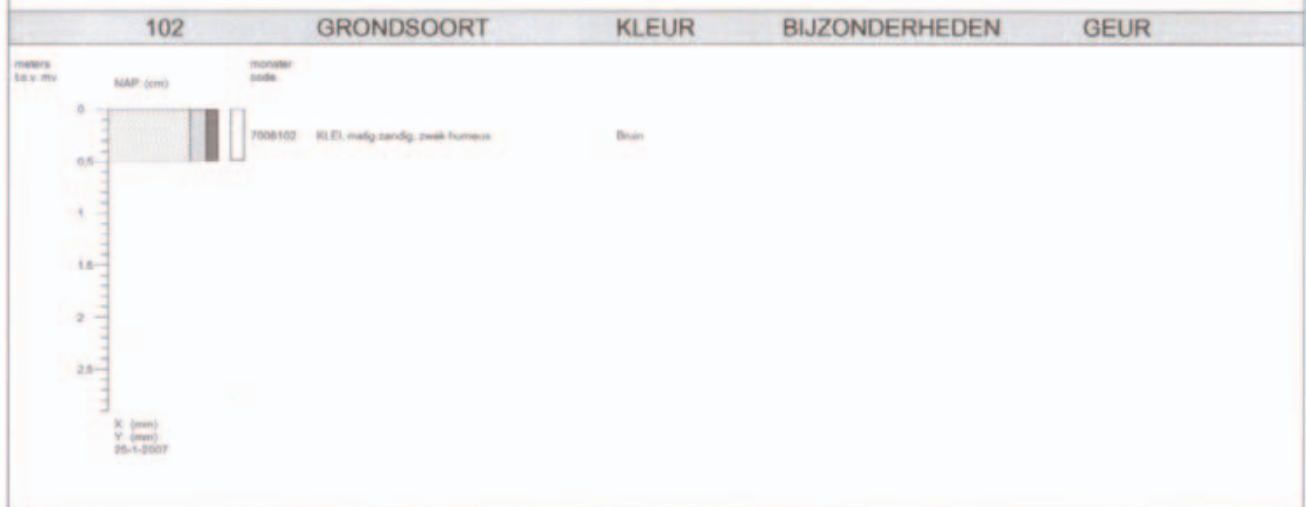 102 GRONDSOORT KLEUR BIJZONDERHEDEN GEUR
meters
t.o.v. mv.
monster
code
NAP: (cm)
0
7008102 KLEI, matig zandig, zwak humeus Bruin
0,5
1
1,5
2
2,5
X: (mm)
Y: (mm)
25-1-2007